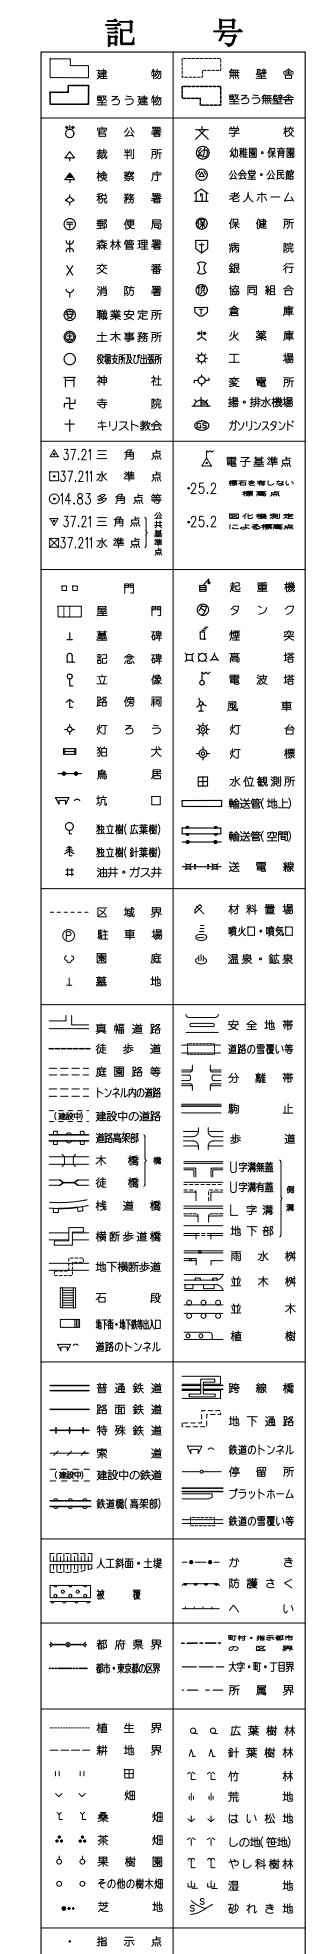 記号
建物
堅ろう建物
無壁舎
堅ろう無壁舎
官公署
裁判所
検察庁
税務署
郵便局
森林管理署
交番
消防署
職業安定所
土木事務所
役場支所及び出張所
神社
寺院
キリスト教会
文 学校
幼 幼稚園・保育園
公会堂・公民館
老人ホーム
保 保健所
病院
銀行
協 協同組合
倉庫
火薬庫
工場
変電所
揚・排水機場
GS ガソリンスタンド
37.21 三角点
37.211 水準点
14.83 多角点等
37.21 三角点
37.211 水準点
公共基準点
電子基準点
・25.2 標石を有しない標高点
・25.2 図化機測定による標高点
門
屋門
墓碑
記念碑
立像
路傍祠
灯ろう
狛犬
鳥居
坑口
独立樹(広葉樹)
独立樹(針葉樹)
油井・ガス井
起重機
タンク
煙突
高塔
電波塔
風車
灯台
灯標
水位観測所
輸送管(地上)
輸送管(空間)
送電線
区域界
P 駐車場
園庭
墓地
材料置場
噴火口・噴気口
温泉・鉱泉
真幅道路
徒歩道
庭園路等
トンネル内の道路
(建設中) 建設中の道路
道路高架部
木橋
徒橋
橋
桟道橋
横断歩道橋
地下横断歩道
石段
地下街・地下鉄等出入口
道路のトンネル
安全地帯
道路の雪覆い等
分離帯
駒止
歩道
U字溝無蓋
U字溝有蓋
L字溝
地下部
側溝
雨水桝
並木桝
並木
植樹
普通鉄道
路面鉄道
特殊鉄道
索道
(建設中) 建設中の鉄道
鉄道橋(高架部)
跨線橋
地下通路
鉄道のトンネル
停留所
プラットホーム
鉄道の雪覆い等
人工斜面・土堤
被覆
かき
防護さく
へい
都府県界
都市・東京都の区界
町村・指示都市の区界
大字・町・丁目界
所属界
植生界
耕地界
田
畑
桑畑
茶畑
果樹園
その他の樹木畑
芝地
広葉樹林
針葉樹林
竹林
荒地
はい松地
しの地(笹地)
やし科樹林
湿地
砂れき地
指示点